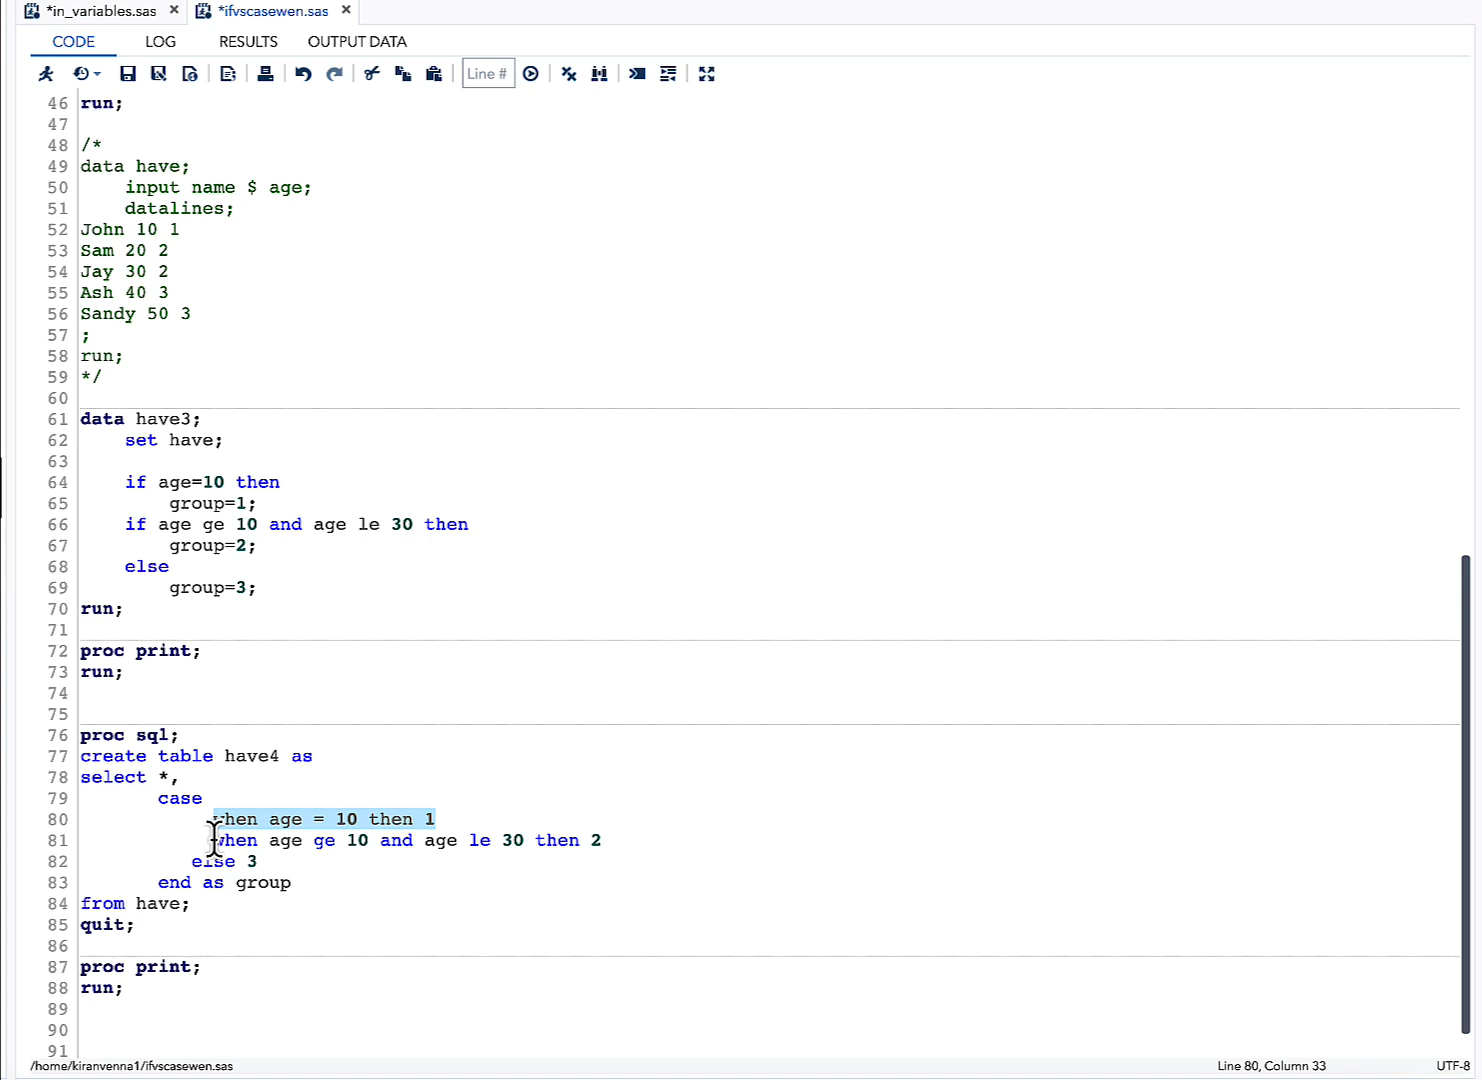 *in_variables.sas × *ifvscasewen.sas ×
CODE LOG RESULTS OUTPUT DATA
Line #
46 run;
47
48 /*
49 data have;
50 input name $ age;
51 datalines;
52 John 10 1
53 Sam 20 2
54 Jay 30 2
55 Ash 40 3
56 Sandy 50 3
57 ;
58 run;
59 */
60
61 data have3;
62 set have;
63
64 if age=10 then
65 group=1;
66 if age ge 10 and age le 30 then
67 group=2;
68 else
69 group=3;
70 run;
71
72 proc print;
73 run;
74
75
76 proc sql;
77 create table have4 as
78 select *,
79 case
80 when age = 10 then 1
81 when age ge 10 and age le 30 then 2
82 else 3
83 end as group
84 from have;
85 quit;
86
87 proc print;
88 run;
89
90
91
/home/kiranvenna1/ifvscasewen.sas Line 80, Column 33 UTF-8